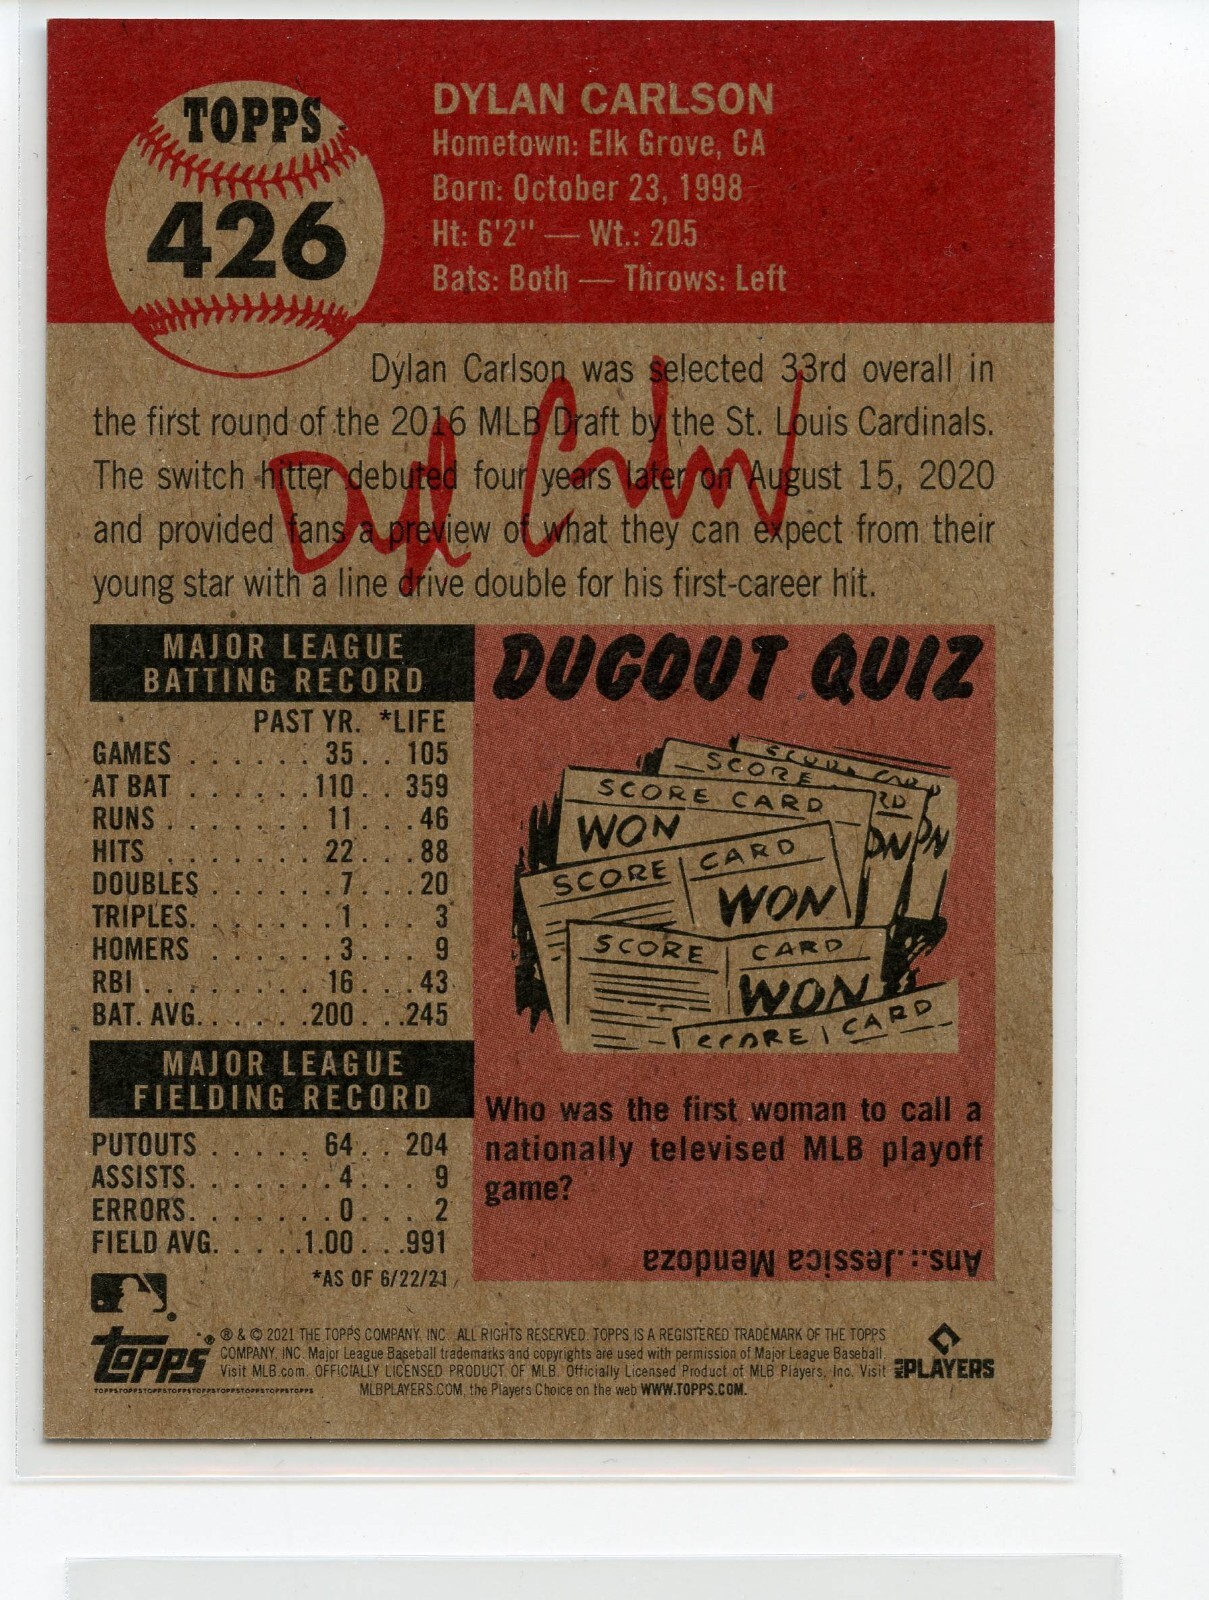 TOPPS
426
DYLAN CARLSON
Hometown: Elk Grove, CA
Born: October 23, 1998
Ht: 6'2" — Wt.: 205
Bats: Both — Throws: Left
Dylan Carlson was selected 33rd overall in
the first round of the 2016 MLB Draft by the St. Louis Cardinals.
The switch hitter debuted four years later on August 15, 2020
and provided fans a preview of what they can expect from their
young star with a line drive double for his first-career hit.
MAJOR LEAGUE
BATTING RECORD
PAST YR. *LIFE
GAMES . . . . . . 35 . . 105
AT BAT . . . . . .110 . . 359
RUNS . . . . . . . 11 . . .46
HITS . . . . . . . 22 . . .88
DOUBLES . . . . . . 7 . . .20
TRIPLES. . . . . . .1 . . . 3
HOMERS . . . . . . 3 . . . 9
RBI . . . . . . . . 16 . . .43
BAT. AVG. . . . . .200 . . .245
MAJOR LEAGUE
FIELDING RECORD
PUTOUTS . . . . . 64 . . 204
ASSISTS. . . . . . .4 . . . 9
ERRORS. . . . . . .0 . . . 2
FIELD AVG. . . . .1.00 . . .991
*AS OF 6/22/21
DUGOUT QUIZ
SCORE CARD
SCORE
SCORE CARD
WON
SCORE CARD
WON
SCORE CARD
WON
SCORE CARD
Who was the first woman to call a
nationally televised MLB playoff
game?
Ans.: Jessica Mendoza
topps
® & © 2021 THE TOPPS COMPANY, INC. ALL RIGHTS RESERVED. TOPPS IS A REGISTERED TRADEMARK OF THE TOPPS
COMPANY, INC. Major League Baseball trademarks and copyrights are used with permission of Major League Baseball.
Visit MLB.com. OFFICIALLY LICENSED PRODUCT OF MLB Officially Licensed Product of MLB Players, Inc. Visit
MLBPLAYERS.COM, the Players Choice on the web WWW.TOPPS.COM.
TOPPSTOPPSTOPPSTOPPSTOPPSTOPPSTOPPSTOPPSTOPPS
MLB PLAYERS